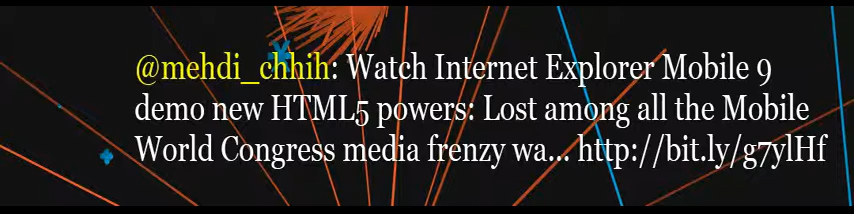 @mehdi_chhih: Watch Internet Explorer Mobile 9
demo new HTML5 powers: Lost among all the Mobile
World Congress media frenzy wa... http://bit.ly/g7ylHf